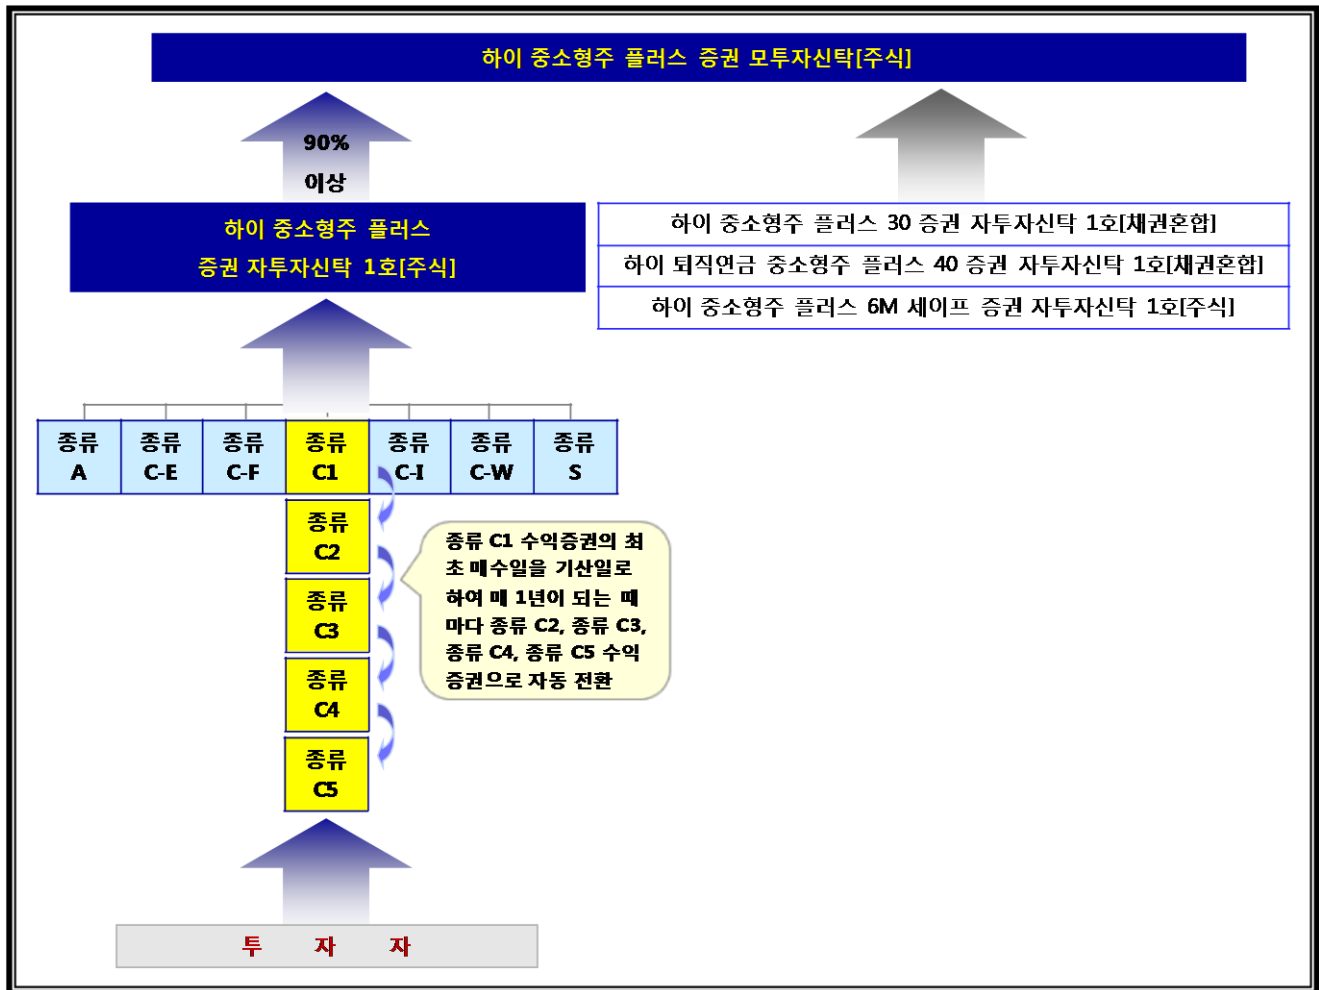 하이 중소형주 플러스 증권 모투자신탁[주식]
90%
이상
하이 중소형주 플러스
증권 자투자신탁 1호[주식]
하이 중소형주 플러스 30 증권 자투자신탁 1호[채권혼합]
하이 퇴직연금 중소형주 플러스 40 증권 자투자신탁 1호[채권혼합]
하이 중소형주 플러스 6M 세이프 증권 자투자신탁 1호[주식]
종류 종류 종류 종류 종류 종류 종류
A C-E C-F C1 C-I C-W S
종류
C2
종류
C3
종류
C4
종류
C5
종류 C1 수익증권의 최
초 매수일을 기산일로
하여 매 1년이 되는 때
마다 종류 C2, 종류 C3,
종류 C4, 종류 C5 수익
증권으로 자동 전환
투 자 자